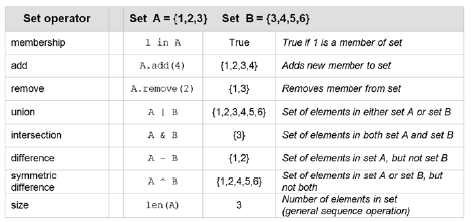 Set operator Set A = {1,2,3} Set B = {3,4,5,6}
membership 1 in A True True if 1 is a member of set
add A.add(4) {1,2,3,4} Adds new member to set
remove A.remove(2) {1,3} Removes member from set
union A | B {1,2,3,4,5,6} Set of elements in either set A or set B
intersection A & B {3} Set of elements in both set A and set B
difference A - B {1,2} Set of elements in set A, but not set B
symmetric difference A ^ B {1,2,4,5,6} Set of elements in set A or set B, but not both
size len(A) 3 Number of elements in set
(general sequence operation)